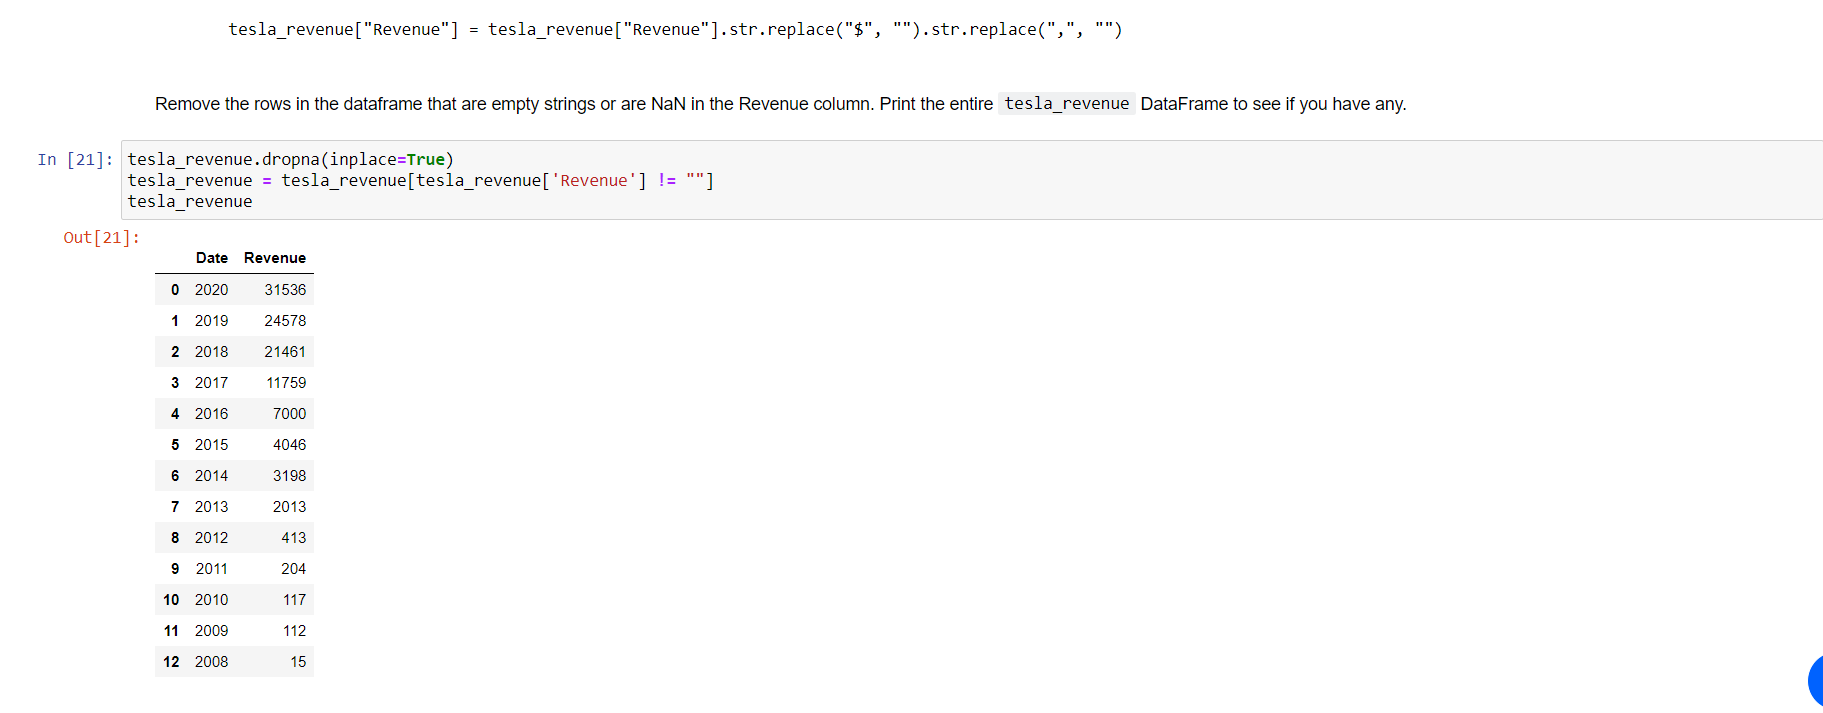 tesla_revenue["Revenue"] = tesla_revenue["Revenue"].str.replace("$", "").str.replace(",", "")
Remove the rows in the dataframe that are empty strings or are NaN in the Revenue column. Print the entire tesla_revenue DataFrame to see if you have any.
In [21]: tesla_revenue.dropna(inplace=True)
tesla_revenue = tesla_revenue[tesla_revenue['Revenue'] != ""]
tesla_revenue
Out[21]:
Date Revenue
0 2020 31536
1 2019 24578
2 2018 21461
3 2017 11759
4 2016 7000
5 2015 4046
6 2014 3198
7 2013 2013
8 2012 413
9 2011 204
10 2010 117
11 2009 112
12 2008 15